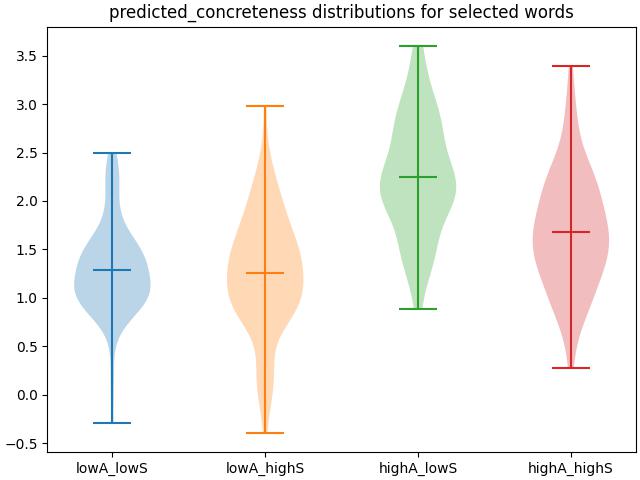 predicted_concreteness distributions for selected words
3.5
3.0
2.5
2.0
1.5
1.0
0.5
0.0
−0.5
lowA_lowS
lowA_highS
highA_lowS
highA_highS